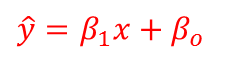 ŷ = β₁x + βₒ